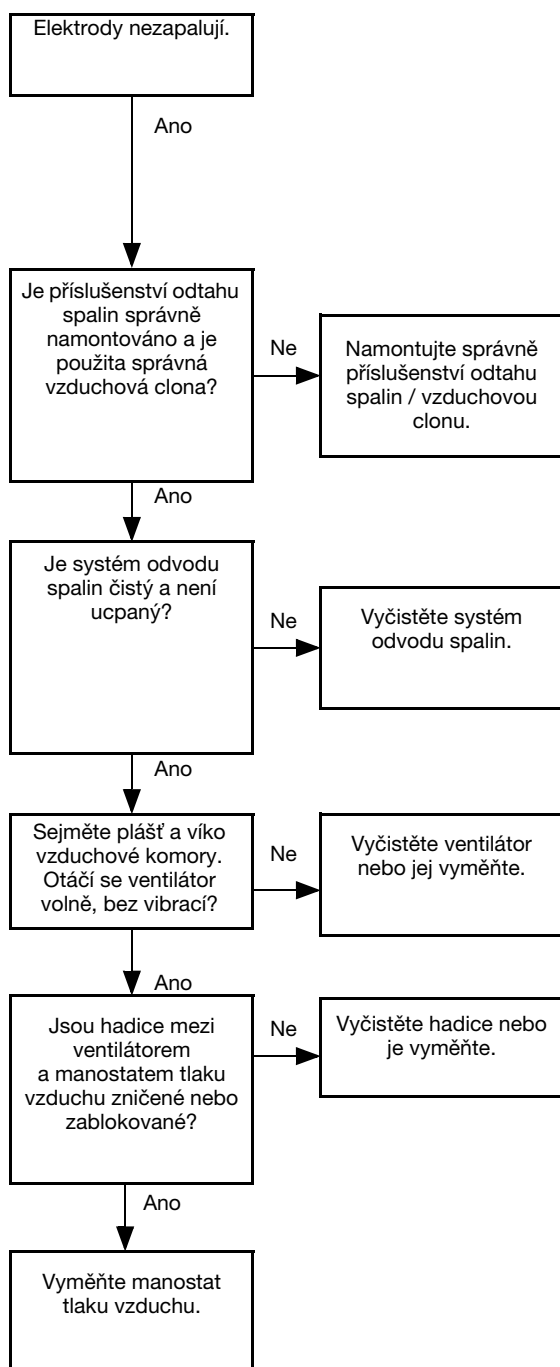 Elektrody nezapalují.
Ano
Je příslušenství odtahu
spalin správně
namontováno a je
použita správná
vzduchová clona?
Ne
Namontujte správně
příslušenství odtahu
spalin / vzduchovou
clonu.
Ano
Je systém odvodu
spalin čistý a není
ucpaný?
Ne
Vyčistěte systém
odvodu spalin.
Ano
Sejměte plášť a víko
vzduchové komory.
Otáčí se ventilátor
volně, bez vibrací?
Ne
Vyčistěte ventilátor
nebo jej vyměňte.
Ano
Jsou hadice mezi
ventilátorem
a manostatem tlaku
vzduchu zničené nebo
zablokované?
Ne
Vyčistěte hadice nebo
je vyměňte.
Ano
Vyměňte manostat
tlaku vzduchu.